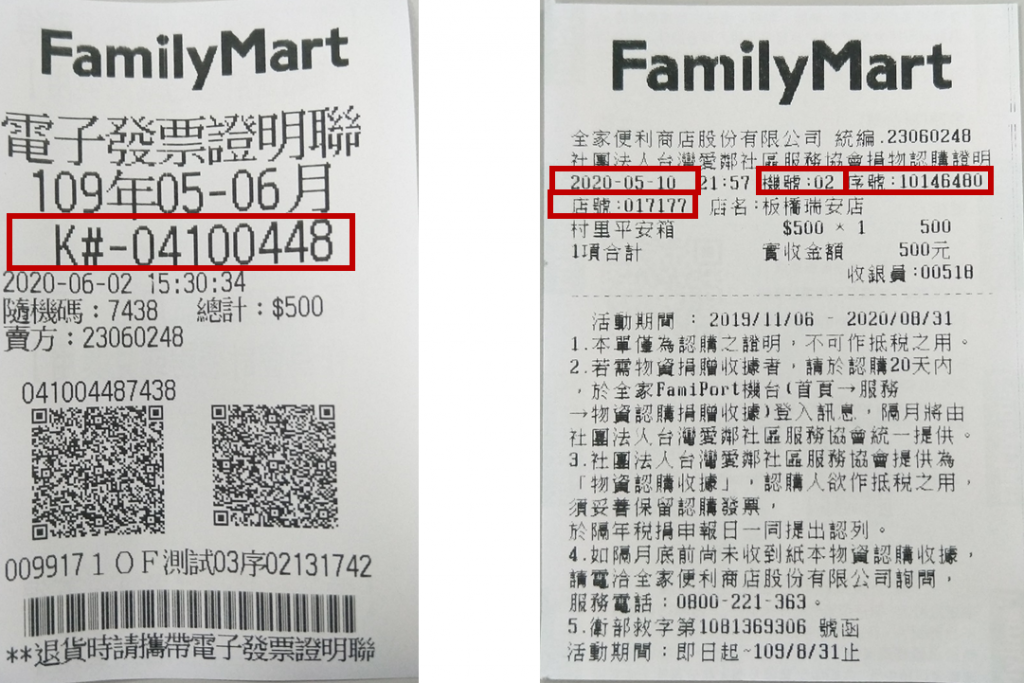 FamilyMart
電子發票證明聯
109年05-06月
K#-04100448
2020-06-02 15:30:34
隨機碼：7438 總計：$500
賣方：23060248
041004487438
009917１０Ｆ測試03序02131742
**退貨時請攜帶電子發票證明聯
FamilyMart
全家便利商店股份有限公司 統編.23060248
社團法人台灣愛鄰社區服務協會捐物認購證明
2020-05-10 21:57 機號:02 序號:10146480
店號:017177 店名:板橋瑞安店
村里平安箱 $500 * 1 500
1項合計 實收金額 500元
收銀員:00518
活動期間 : 2019/11/06 - 2020/08/31
1.本單僅為認購之證明，不可作抵稅之用。
2.若需物資捐贈收據者，請於認購20天內
，於全家FamiPort機台(首頁→服務
→物資認購捐贈收據)登入訊息，隔月將由
社團法人台灣愛鄰社區服務協會統一提供。
3.社團法人台灣愛鄰社區服務協會提供為
「物資認購收據」，認購人欲作抵稅之用，
須妥善保留認購發票，
於隔年稅捐申報日一同提出認列。
4.如隔月底前尚未收到紙本物資認購收據，
請電洽全家便利商店股份有限公司詢問，
服務電話：0800-221-363。
5.衛部救字第1081369306 號函
活動期間：即日起~109/8/31止